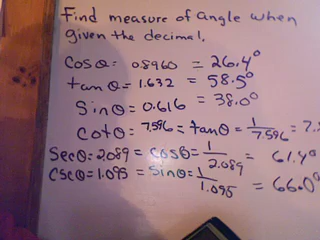 Find measure of angle when
given the decimal.
cos θ = 0.8960 = 26.4°
tan θ = 1.632 = 58.5°
Sin θ = 0.616 = 38.0°
cot θ = 7.596 = tan θ = 1/7.596 = 7.
Sec θ = 2.089 = cos θ = 1/2.089 = 61.4°
CSC θ = 1.095 = Sin θ = 1/1.095 = 66.0°